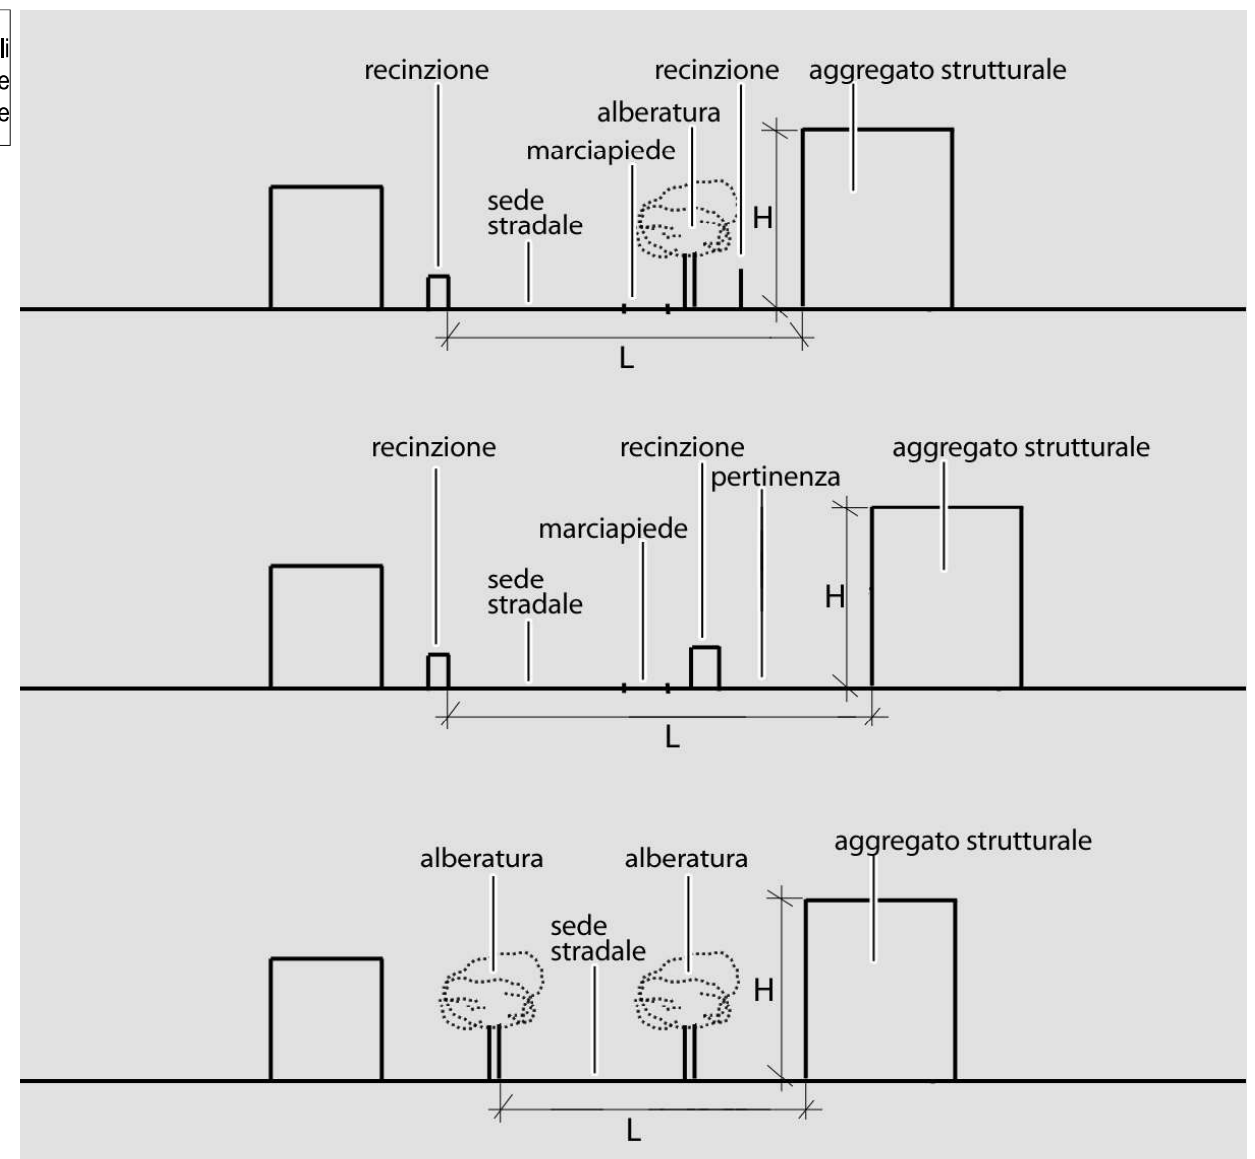 li
e
e
recinzione
recinzione
aggregato strutturale
alberatura
marciapiede
sede
stradale
H
L
recinzione
recinzione
aggregato strutturale
pertinenza
marciapiede
sede
stradale
H
L
aggregato strutturale
alberatura
alberatura
sede
stradale
H
L